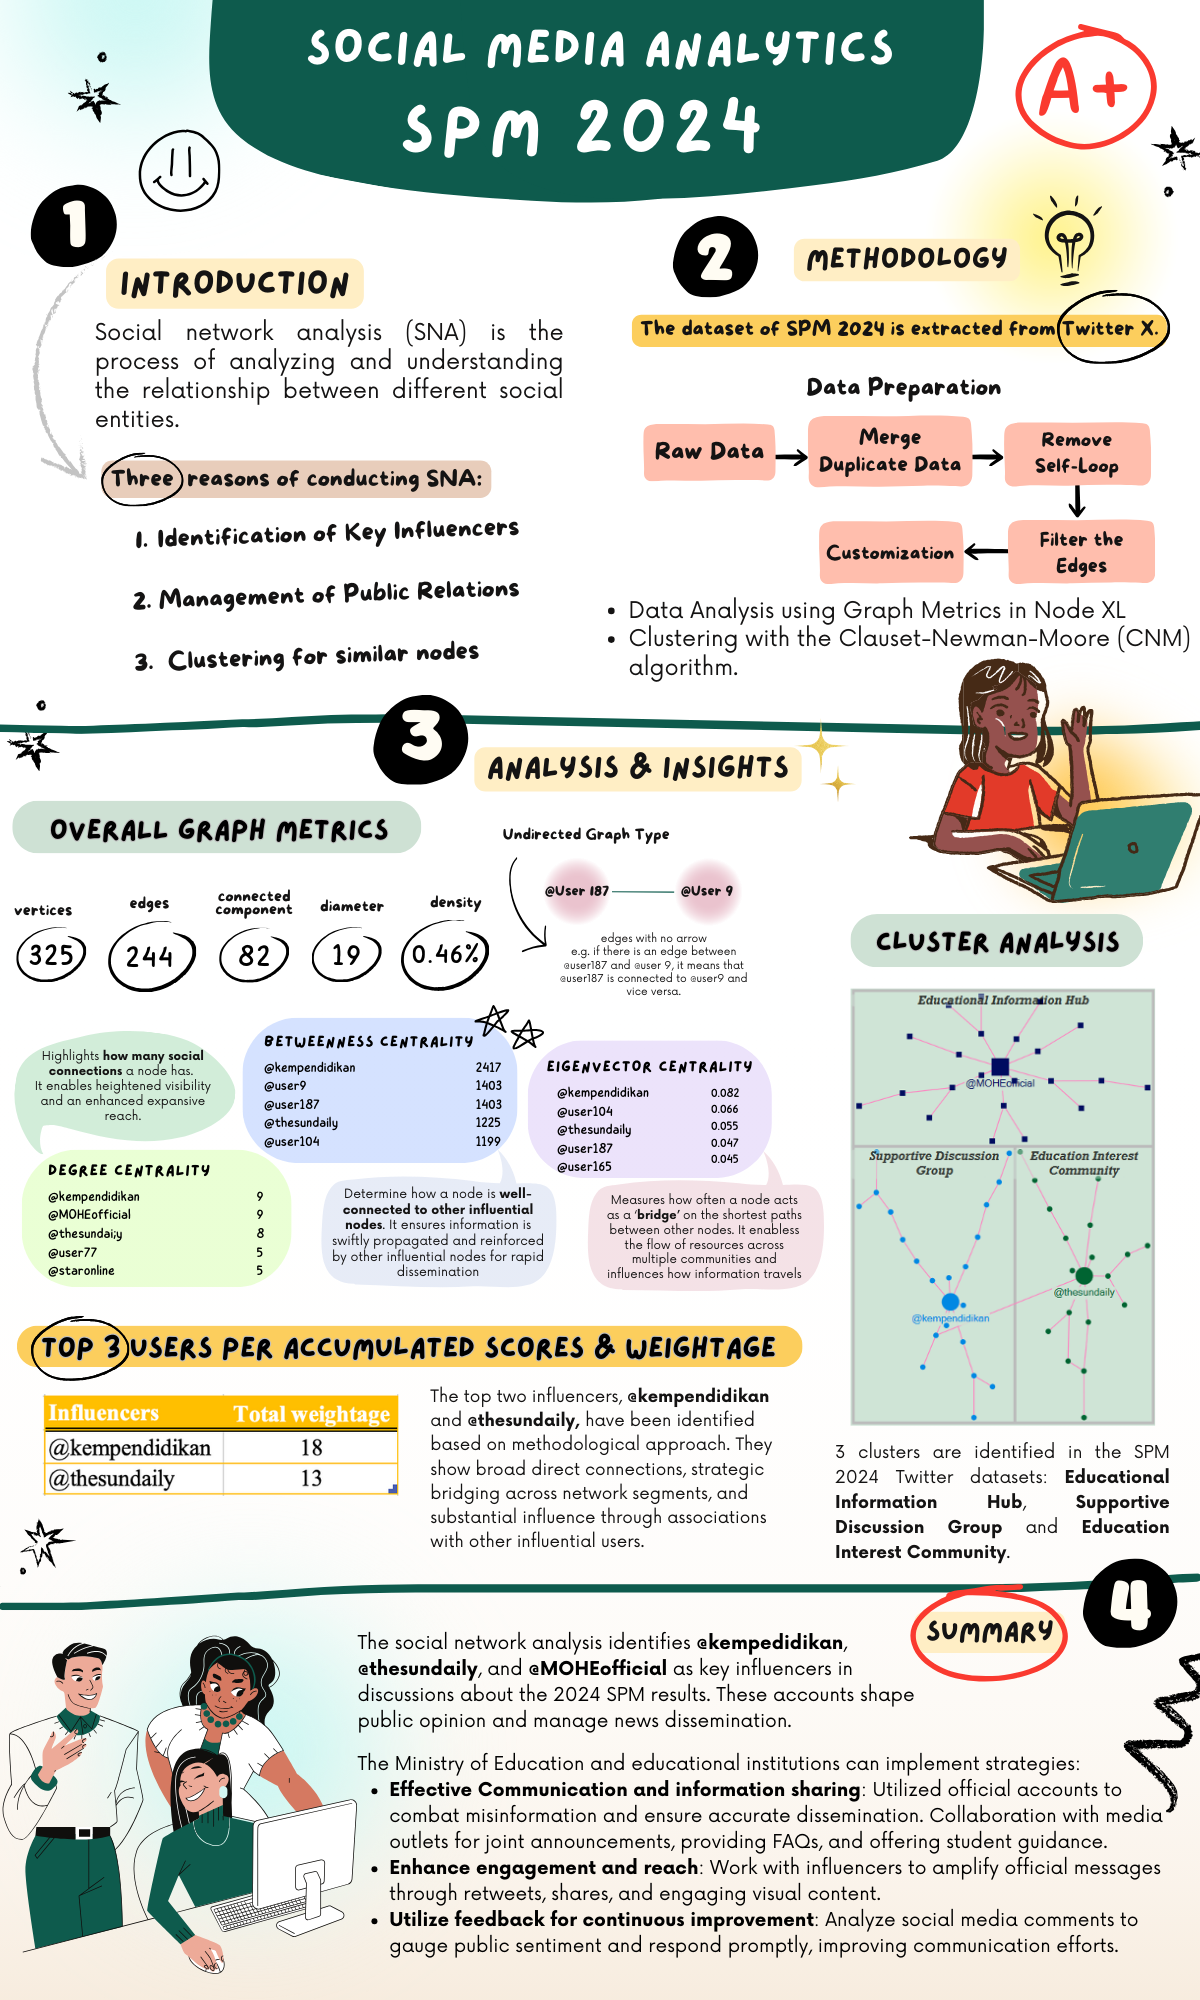 SOCIAL MEDIA ANALYTICS
SPM 2024
A+
1
INTRODUCTION
Social network analysis (SNA) is the
process of analyzing and understanding
the relationship between different social
entities.
Three reasons of conducting SNA:
1. Identification of Key Influencers
2. Management of Public Relations
3. Clustering for similar nodes
2
METHODOLOGY
The dataset of SPM 2024 is extracted from Twitter X.
Data Preparation
Raw Data
Merge
Duplicate Data
Remove
Self-Loop
Filter the
Edges
Customization
• Data Analysis using Graph Metrics in Node XL
• Clustering with the Clauset-Newman-Moore (CNM)
algorithm.
3
ANALYSIS & INSIGHTS
OVERALL GRAPH METRICS
vertices
325
edges
244
connected
component
82
diameter
19
density
0.46%
Undirected Graph Type
@User 187
@User 9
edges with no arrow
e.g. if there is an edge between
@user187 and @user 9, it means that
@user187 is connected to @user9 and
vice versa.
Highlights how many social
connections a node has.
It enables heightened visibility
and an enhanced expansive
reach.
DEGREE CENTRALITY
@kempendidikan 9
@MOHEofficial 9
@thesundai;y 8
@user77 5
@staronline 5
BETWEENNESS CENTRALITY
@kempendidikan 2417
@user9 1403
@user187 1403
@thesundaily 1225
@user104 1199
Determine how a node is well-
connected to other influential
nodes. It ensures information is
swiftly propagated and reinforced
by other influential nodes for rapid
dissemination
EIGENVECTOR CENTRALITY
@kempendidikan 0.082
@user104 0.066
@thesundaily 0.055
@user187 0.047
@user165 0.045
Measures how often a node acts
as a ‘bridge’ on the shortest paths
between other nodes. It enabless
the flow of resources across
multiple communities and
influences how information travels
CLUSTER ANALYSIS
Educational Information Hub
@MOHEofficial
Supportive Discussion
Group
@kempendidikan
Education Interest
Community
@thesundaily
3 clusters are identified in the SPM
2024 Twitter datasets: Educational
Information Hub, Supportive
Discussion Group and Education
Interest Community.
TOP 3 USERS PER ACCUMULATED SCORES & WEIGHTAGE
Influencers Total weightage
@kempendidikan 18
@thesundaily 13
The top two influencers, @kempendidikan
and @thesundaily, have been identified
based on methodological approach. They
show broad direct connections, strategic
bridging across network segments, and
substantial influence through associations
with other influential users.
4
SUMMARY
The social network analysis identifies @kempedidikan,
@thesundaily, and @MOHEofficial as key influencers in
discussions about the 2024 SPM results. These accounts shape
public opinion and manage news dissemination.
The Ministry of Education and educational institutions can implement strategies:
• Effective Communication and information sharing: Utilized official accounts to
combat misinformation and ensure accurate dissemination. Collaboration with media
outlets for joint announcements, providing FAQs, and offering student guidance.
• Enhance engagement and reach: Work with influencers to amplify official messages
through retweets, shares, and engaging visual content.
• Utilize feedback for continuous improvement: Analyze social media comments to
gauge public sentiment and respond promptly, improving communication efforts.